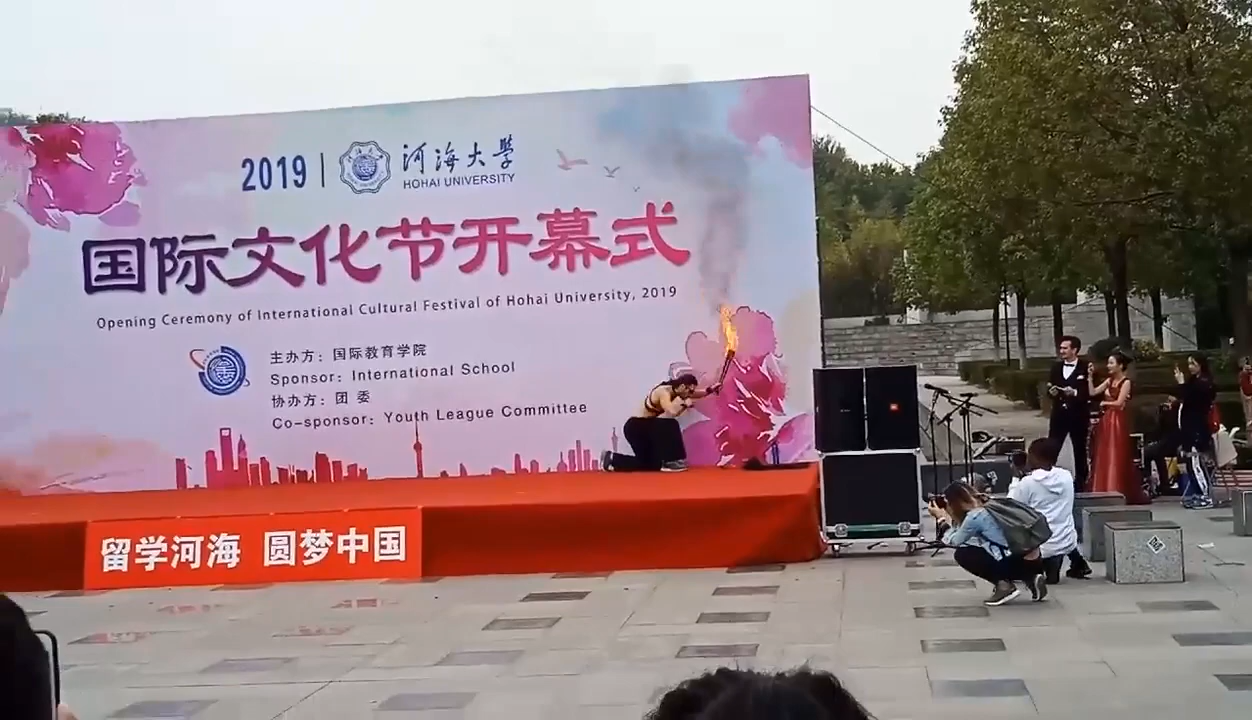 2019 | 河海大学
HOHAI UNIVERSITY
国际文化节开幕式
Opening Ceremony of International Cultural Festival of Hohai University, 2019
主办方：国际教育学院
Sponsor: International School
协办方：团 委
Co-sponsor: Youth League Committee
留学河海 圆梦中国